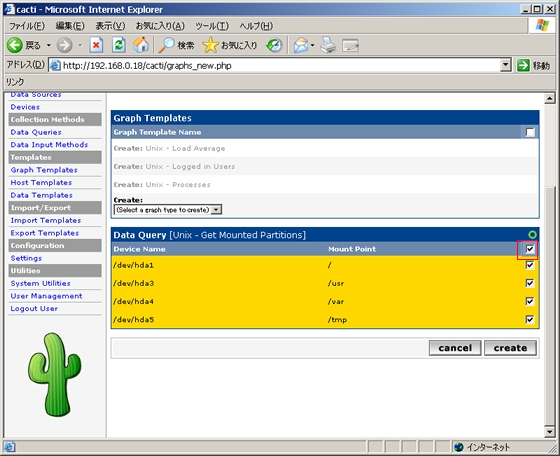 cacti - Microsoft Internet Explorer
ファイル(F) 編集(E) 表示(V) お気に入り(A) ツール(T) ヘルプ(H)
戻る 検索 お気に入り
アドレス(D) http://192.168.0.18/cacti/graphs_new.php 移動
リンク
Data Sources
Devices
Collection Methods
Data Queries
Data Input Methods
Templates
Graph Templates
Host Templates
Data Templates
Import/Export
Import Templates
Export Templates
Configuration
Settings
Utilities
System Utilities
User Management
Logout User
Graph Templates
Graph Template Name
Create: Unix - Load Average
Create: Unix - Logged in Users
Create: Unix - Processes
Create:
(Select a graph type to create)
Data Query [Unix - Get Mounted Partitions]
Device Name Mount Point
/dev/hda1 /
/dev/hda3 /usr
/dev/hda4 /var
/dev/hda5 /tmp
cancel create
インターネット